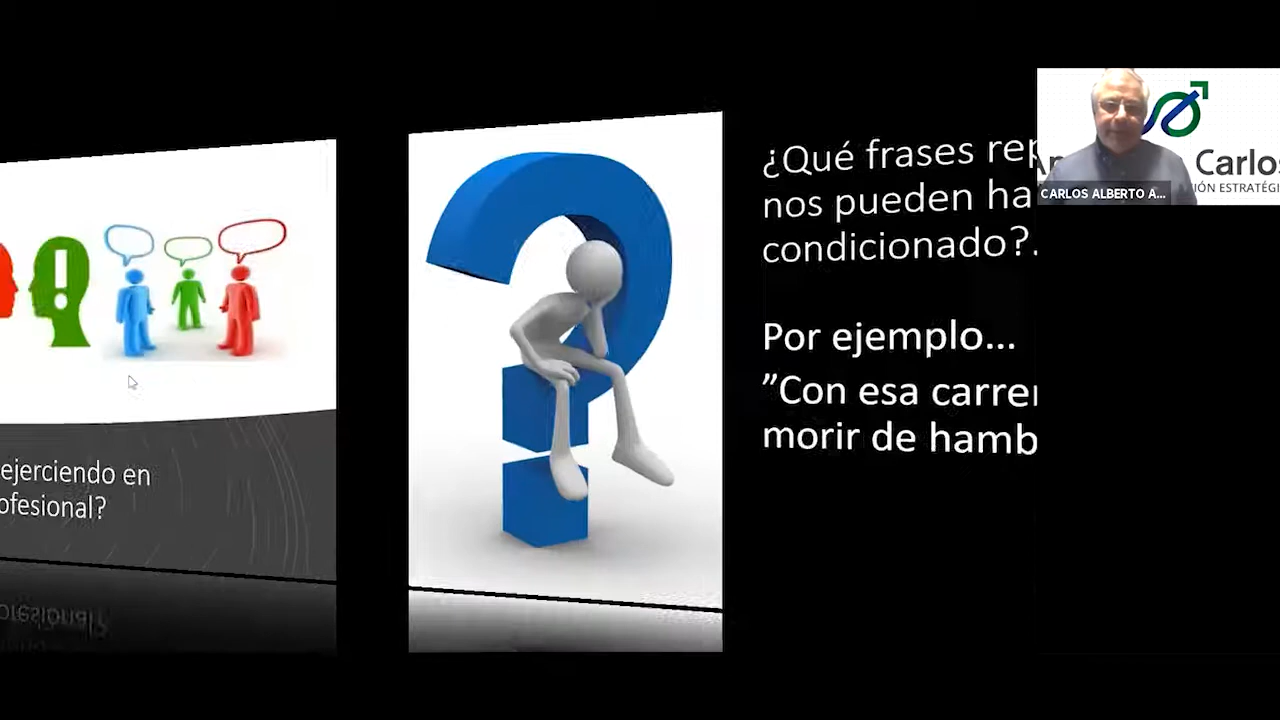 ejerciendo en
ofesional?
¿Qué frases rep
nos pueden ha
condicionado?.
Por ejemplo...
”Con esa carrer
morir de hamb
Carlos
IÓN ESTRATÉGI
CARLOS ALBERTO A...